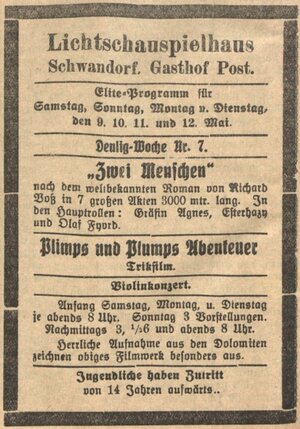 Lichtschauspielhaus
Schwandorf. Gasthof Post.
Elite-Programm für
Samstag, Sonntag, Montag u. Dienstag,
den 9. 10. 11. und 12. Mai.
Deulig-Woche Nr. 7.
„Zwei Menschen“
nach dem weltbekannten Roman von Richard
Voß in 7 großen Akten 3000 mtr. lang. In
den Hauptrollen: Gräfin Agnes, Esterhazy
und Olaf Fjord.
Plimps und Plumps Abenteuer
Trikfilm.
Violinkonzert.
Anfang Samstag, Montag, u. Dienstag
je abends 8 Uhr. Sonntag 3 Vorstellungen.
Nachmittags 3, ½6 und abends 8 Uhr.
Herrliche Aufnahme aus den Dolomiten
zeichnen obiges Filmwerk besonders aus.
Jugendliche haben Zutritt
von 14 Jahren aufwärts..